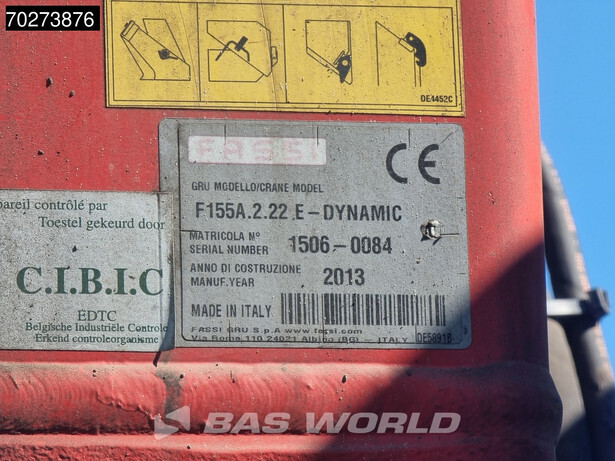 70273876
DE4452C
FASSI
CE
GRU MODELLO/CRANE MODEL
F155A.2.22 E-DYNAMIC
MATRICOLA N°
SERIAL NUMBER 1506-0084
ANNO DI COSTRUZIONE
MANUF.YEAR 2013
MADE IN ITALY
FASSI GRU S.p.A www.fassi.com
Via Roma 110 24021 Albino (BG) - ITALY DE5891B
pareil contrôlé par
Toestel gekeurd door
C.I.B.I.C
EDTC
Belgische Industriële Controle
Erkend controleorganisme
BAS WORLD